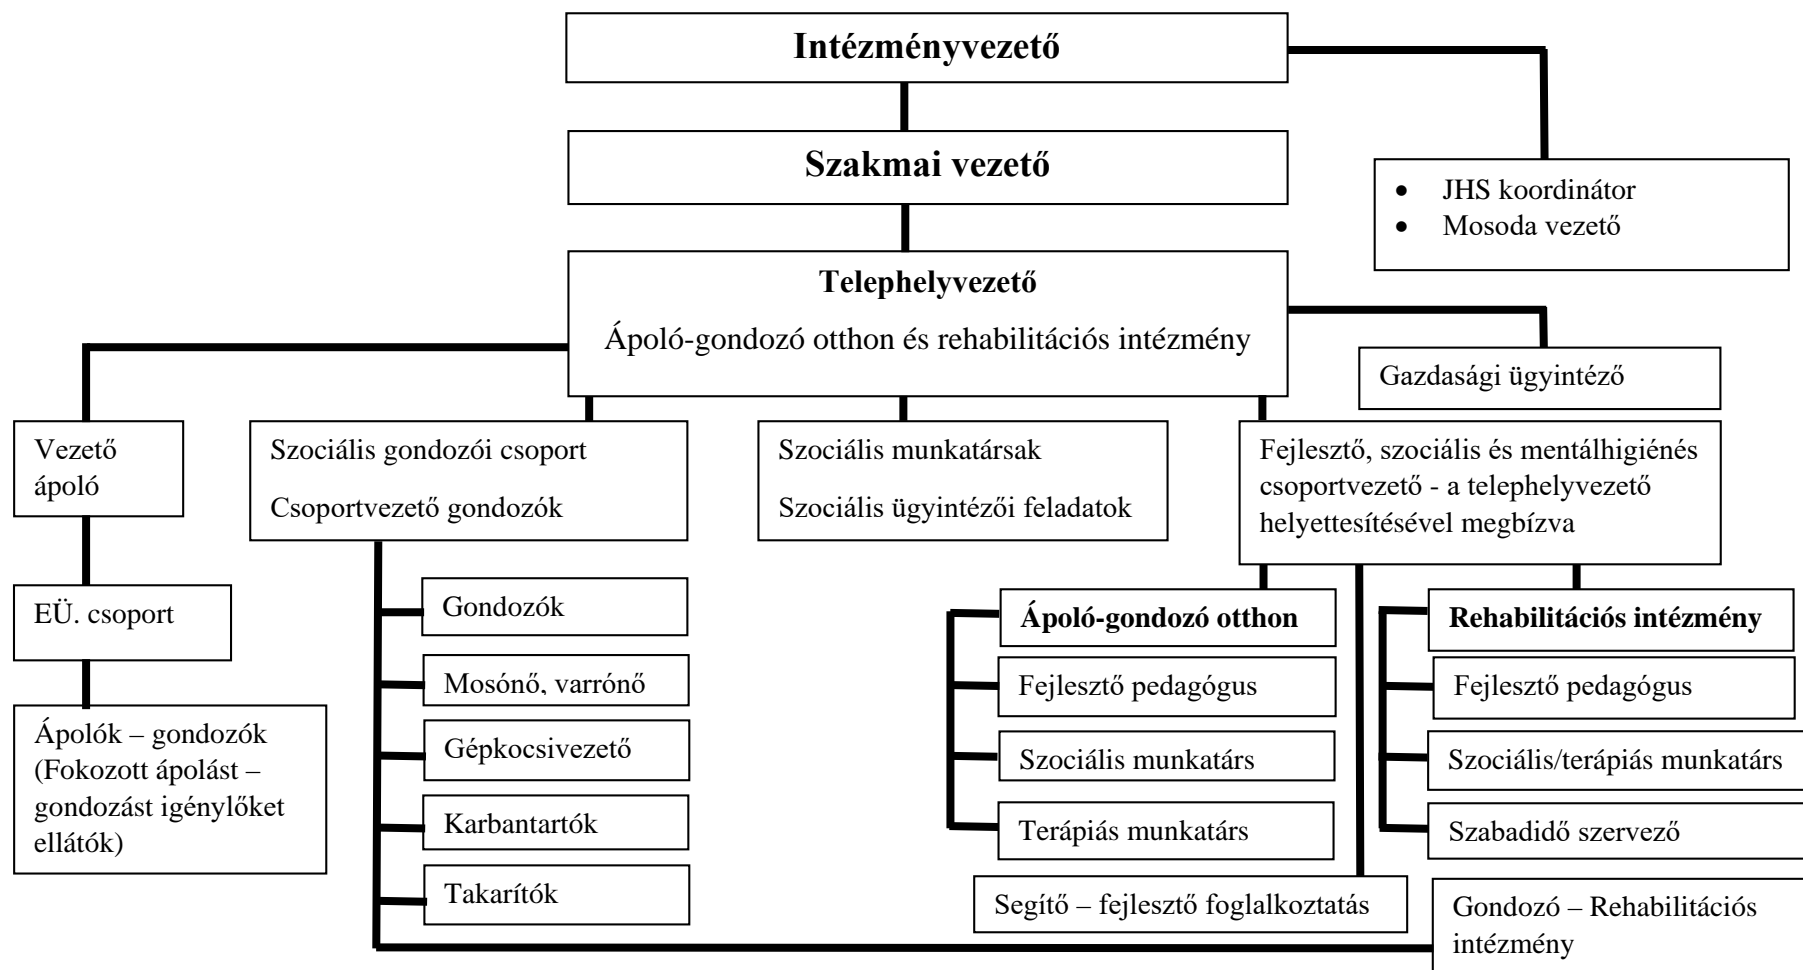 Intézményvezető
Szakmai vezető
• JHS koordinátor
• Mosoda vezető
Telephelyvezető
Ápoló-gondozó otthon és rehabilitációs intézmény
Gazdasági ügyintéző
Vezető
ápoló
Szociális gondozói csoport
Csoportvezető gondozók
Szociális munkatársak
Szociális ügyintézői feladatok
Fejlesztő, szociális és mentálhigiénés
csoportvezető - a telephelyvezető
helyettesítésével megbízva
EÜ. csoport
Ápolók – gondozók
(Fokozott ápolást –
gondozást igénylőket
ellátók)
Gondozók
Mosónő, varrónő
Gépkocsivezető
Karbantartók
Takarítók
Ápoló-gondozó otthon
Fejlesztő pedagógus
Szociális munkatárs
Terápiás munkatárs
Rehabilitációs intézmény
Fejlesztő pedagógus
Szociális/terápiás munkatárs
Szabadidő szervező
Segítő – fejlesztő foglalkoztatás
Gondozó – Rehabilitációs
intézmény